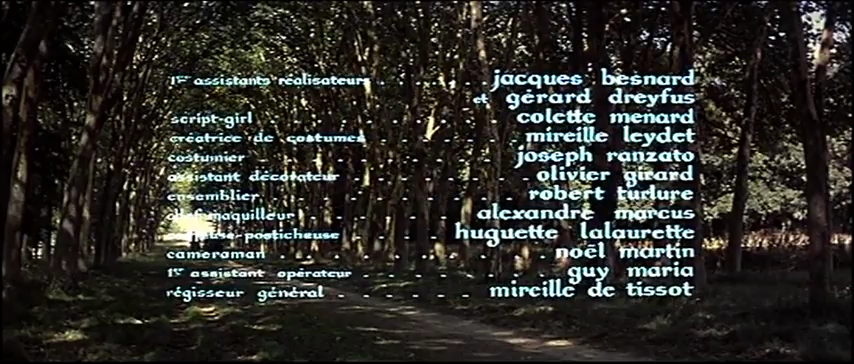 1er assistants réalisateurs . . . . . . jacques besnard
et gérard dreyfus
script-girl . . . . . . . . . . colette menard
créatrice de costumes . . . . . . mireille leydet
costumier . . . . . . . . . . joseph ranzato
assistant décorateur . . . . . . . . olivier girard
ensamblier . . . . . . . . . . robert turlure
chef maquilleur . . . . . . . alexandre marcus
posticheuse huguette lalaurette
cameraman . . . . . . . . . . noël martin
1er assistant opérateur . . . . . . . . guy maria
régisseur général . . . . . . . mireille de tissot